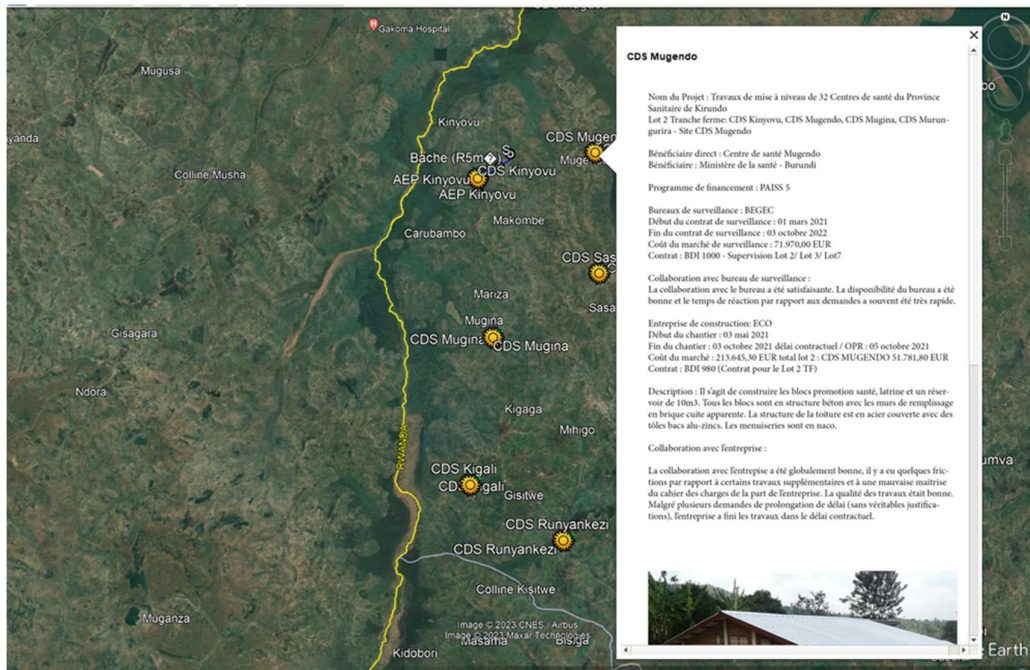 Gakoma Hospital
Mugusa
Kinyovu
Colline Musha
Bâche (R5m�)
CDS Kinyovu
AEP Kinyovu
AEP Kinyovu
CDS Mugen
Makombe
Carubambo
CDS Sas
Sasa
Mariza
Mugina
CDS Mugina
CDS Mugina
Gisagara
Ndora
Kigaga
Mihigo
RWANDA
CDS Kigali
Gisitwe
CDS Runyankezi
CDS Runyankezi
Colline Kisitwe
Muganza
Image © 2023 CNES / Airbus
Image © 2023 Maxar Technologies
Masama
Bisiga
Kidobori
N
CDS Mugendo
Nom du Projet : Travaux de mise à niveau de 32 Centres de santé du Province
Sanitaire de Kirundo
Lot 2 Tranche ferme: CDS Kinyovu, CDS Mugendo, CDS Mugina, CDS Murun-
gurira - Site CDS Mugendo
Bénéficiaire direct : Centre de santé Mugendo
Bénéficiaire : Ministère de la santé - Burundi
Programme de financement : PAISS 5
Bureaux de surveillance : BEGEC
Début du contrat de surveillance : 01 mars 2021
Fin du contrat de surveillance : 03 octobre 2022
Coût du marché de surveillance : 71.970,00 EUR
Contrat : BDI 1000 - Supervision Lot 2/ Lot 3/ Lot7
Collaboration avec bureau de surveillance :
La collaboration avec le bureau a été satisfaisante. La disponibilité du bureau a été
bonne et le temps de réaction par rapport aux demandes a souvent été très rapide.
Entreprise de construction: ECO
Début du chantier : 03 mai 2021
Fin du chantier : 03 octobre 2021 délai contractuel / OPR : 05 octobre 2021
Coût du marché : 213.645,30 EUR total lot 2 : CDS MUGENDO 51.781,80 EUR
Contrat : BDI 980 (Contrat pour le Lot 2 TF)
Description : Il s'agit de construire les blocs promotion santé, latrine et un réser-
voir de 10m3. Tous les blocs sont en structure béton avec les murs de remplissage
en brique cuite apparente. La structure de la toiture est en acier couverte avec des
tôles bacs alu-zincs. Les menuiseries sont en naco.
Collaboration avec l'entreprise :
La collaboration avec l'entrepise a été globalement bonne, il y a eu quelques fric-
tions par rapport à certains travaux supplémentaires et à une mauvaise maitrise
du cahier des charges de la part de l'entreprise. La qualité des travaux était bonne.
Malgré plusieurs demandes de prolongation de délai (sans véritables justifica-
tions), l'entreprise a fini les travaux dans le délai contractuel.
umva
Earth